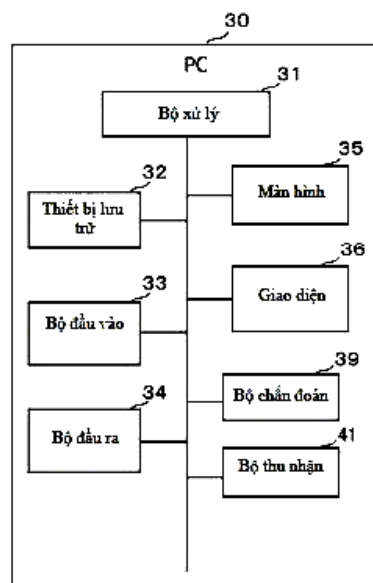 30
PC
31
Bộ xử lý
32
Thiết bị lưu
trữ
35
Màn hình
33
Bộ đầu vào
36
Giao diện
34
Bộ đầu ra
39
Bộ chẩn đoán
41
Bộ thu nhận